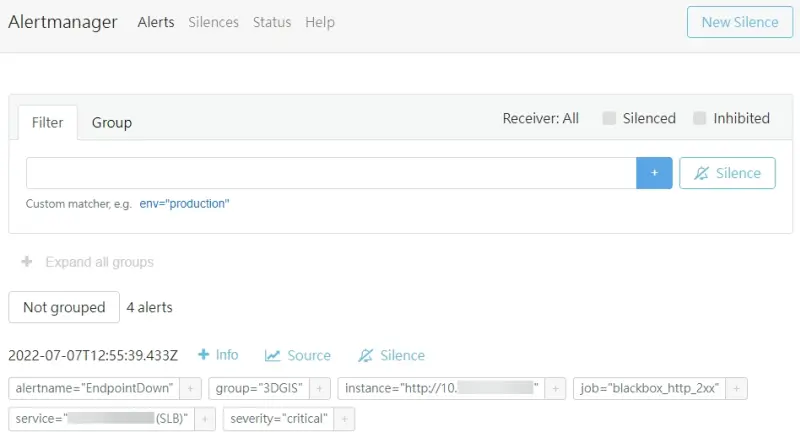 Alertmanager Alerts Silences Status Help New Silence
Filter Group Receiver: All Silenced Inhibited
+ Silence
Custom matcher, e.g. env="production"
+ Expand all groups
Not grouped 4 alerts
2022-07-07T12:55:39.433Z + Info Source Silence
alertname="EndpointDown" + group="3DGIS" + instance="http://10. " + job="blackbox_http_2xx" +
service=" (SLB)" + severity="critical" +